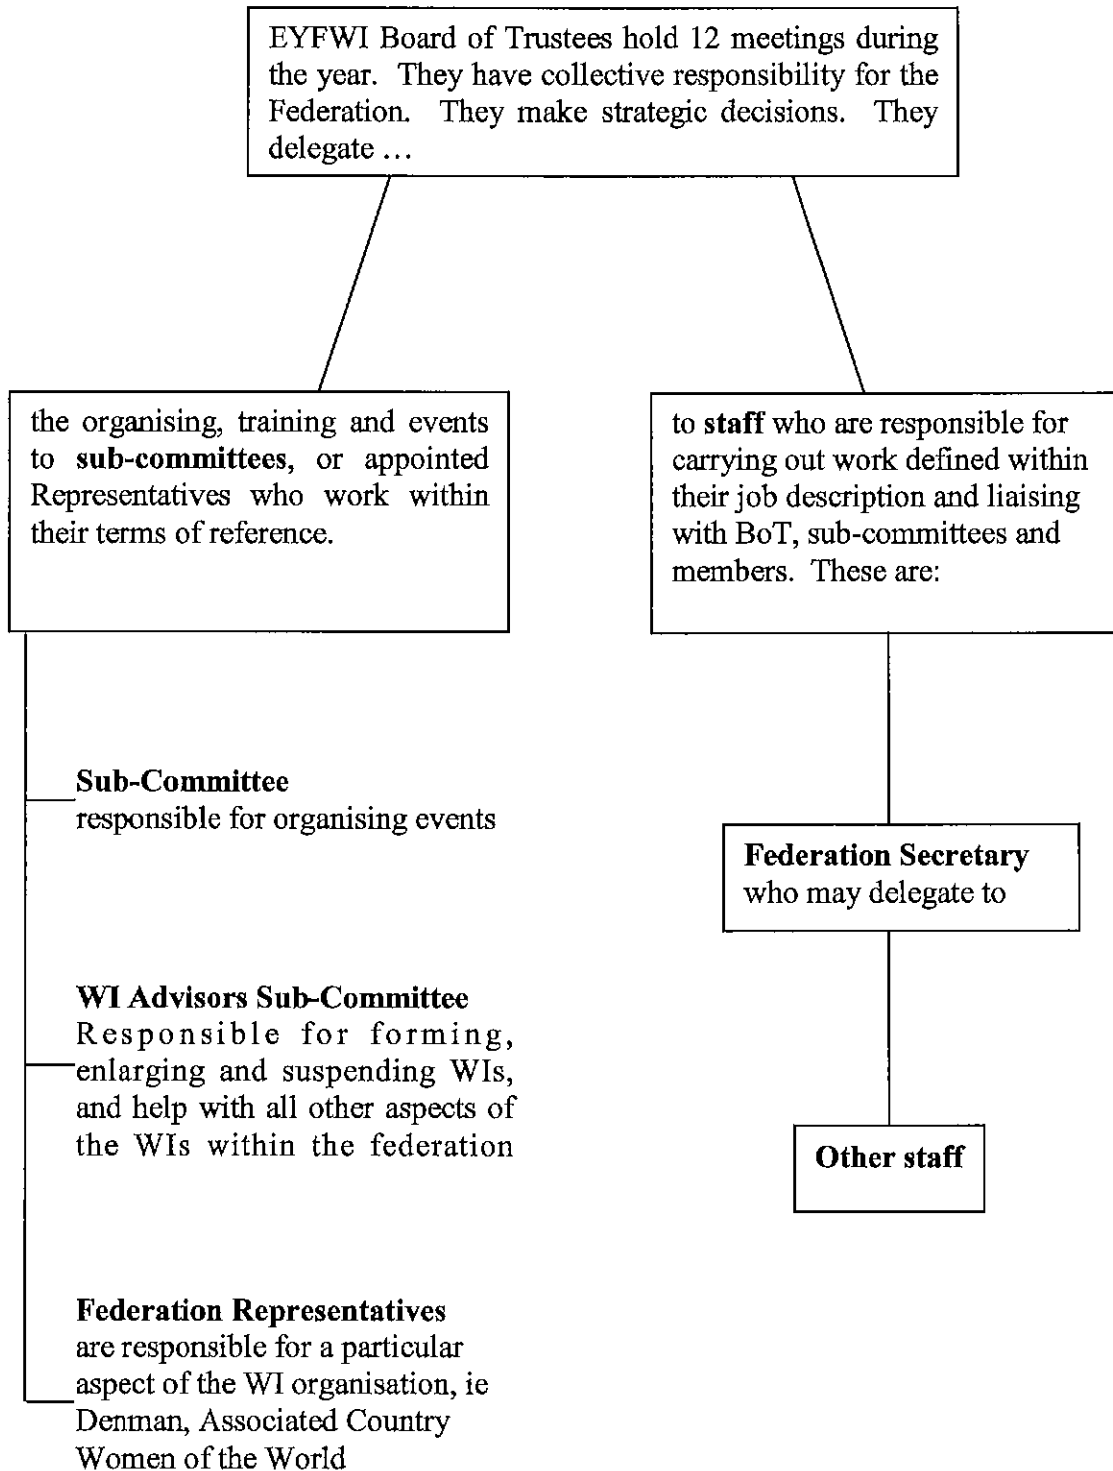 EYFWI Board of Trustees hold 12 meetings during
the year. They have collective responsibility for the
Federation. They make strategic decisions. They
delegate ...
the organising, training and events
to sub-committees, or appointed
Representatives who work within
their terms of reference.
to staff who are responsible for
carrying out work defined within
their job description and liaising
with BoT, sub-committees and
members. These are:
Sub-Committee
responsible for organising events
WI Advisors Sub-Committee
Responsible for forming,
enlarging and suspending WIs,
and help with all other aspects of
the WIs within the federation
Federation Representatives
are responsible for a particular
aspect of the WI organisation, ie
Denman, Associated Country
Women of the World
Federation Secretary
who may delegate to
Other staff